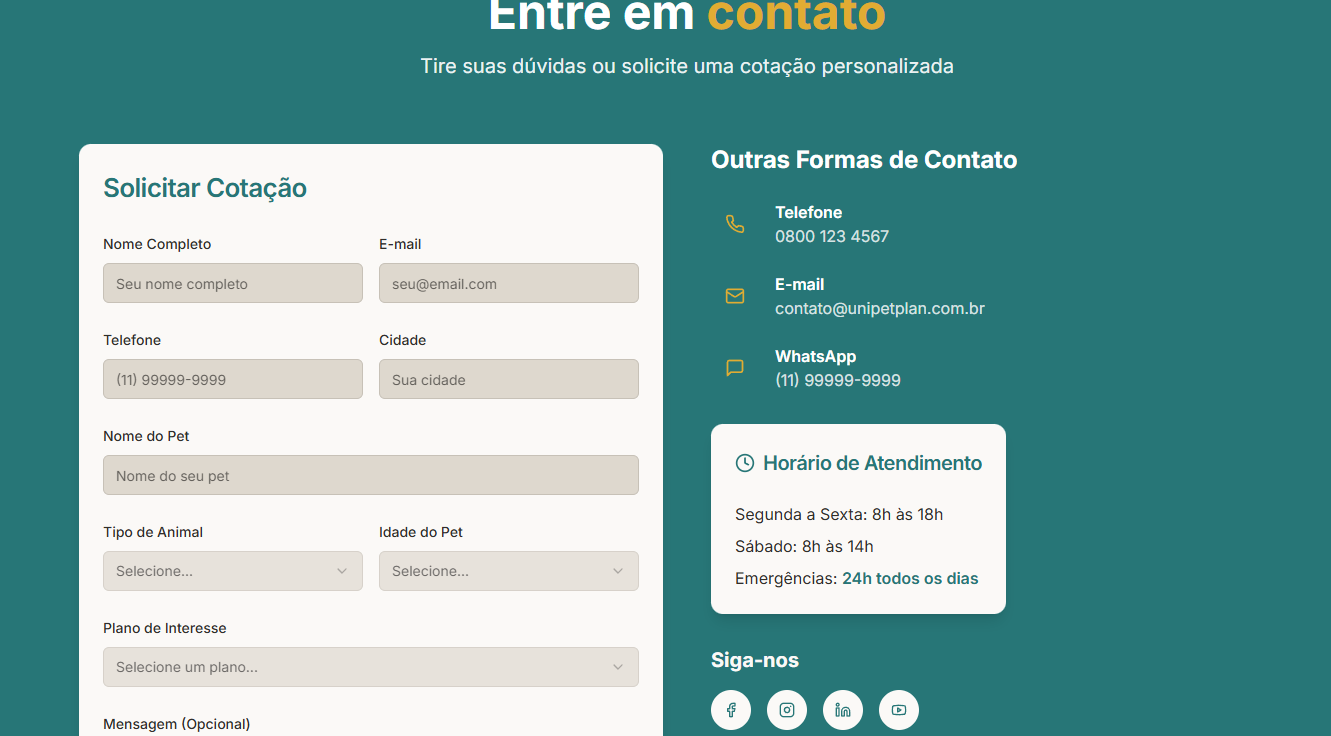 Entre em contato
Tire suas dúvidas ou solicite uma cotação personalizada
Solicitar Cotação
Nome Completo
Seu nome completo
E-mail
seu@email.com
Telefone
(11) 99999-9999
Cidade
Sua cidade
Nome do Pet
Nome do seu pet
Tipo de Animal
Selecione...
Idade do Pet
Selecione...
Plano de Interesse
Selecione um plano...
Mensagem (Opcional)
Outras Formas de Contato
Telefone
0800 123 4567
E-mail
contato@unipetplan.com.br
WhatsApp
(11) 99999-9999
Horário de Atendimento
Segunda a Sexta: 8h às 18h
Sábado: 8h às 14h
Emergências: 24h todos os dias
Siga-nos